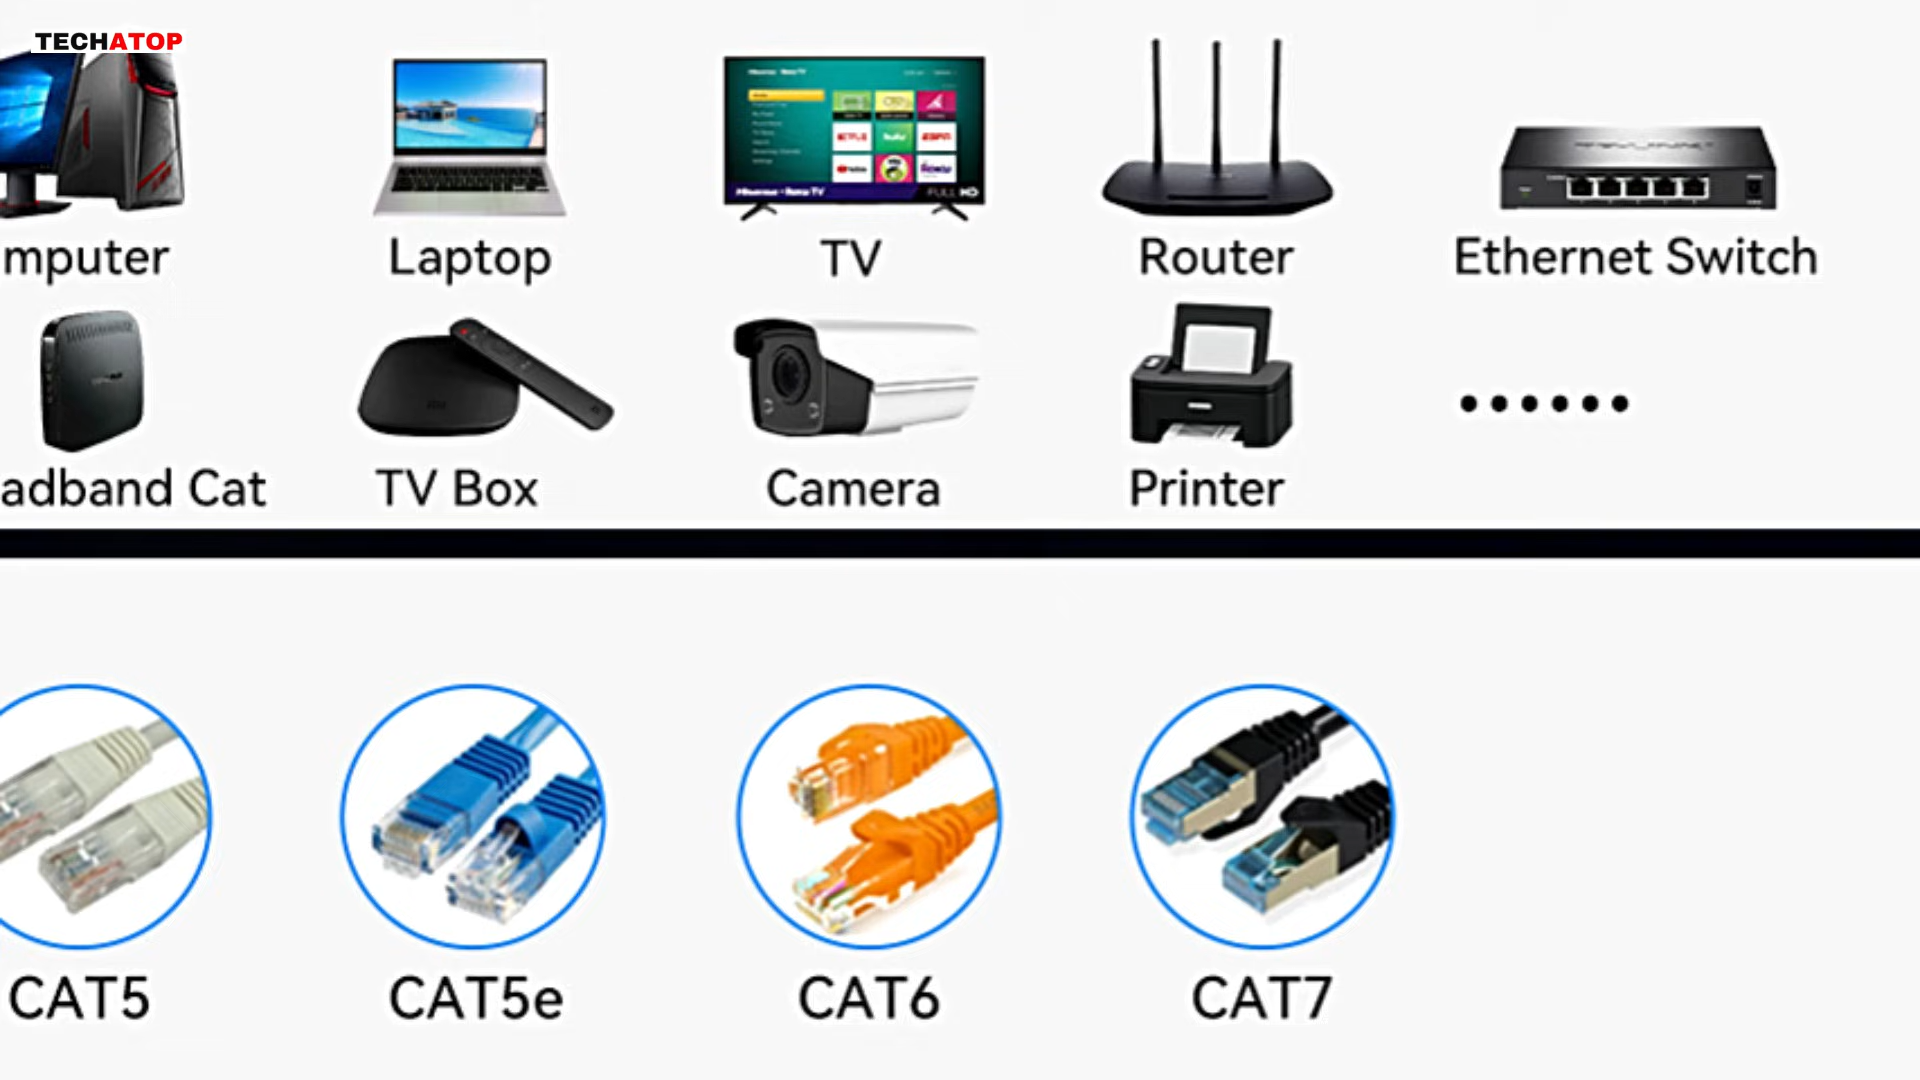 TECHATOP
mputer
Laptop
TV
Router
Ethernet Switch
adband Cat
TV Box
Camera
Printer
CAT5
CAT5e
CAT6
CAT7